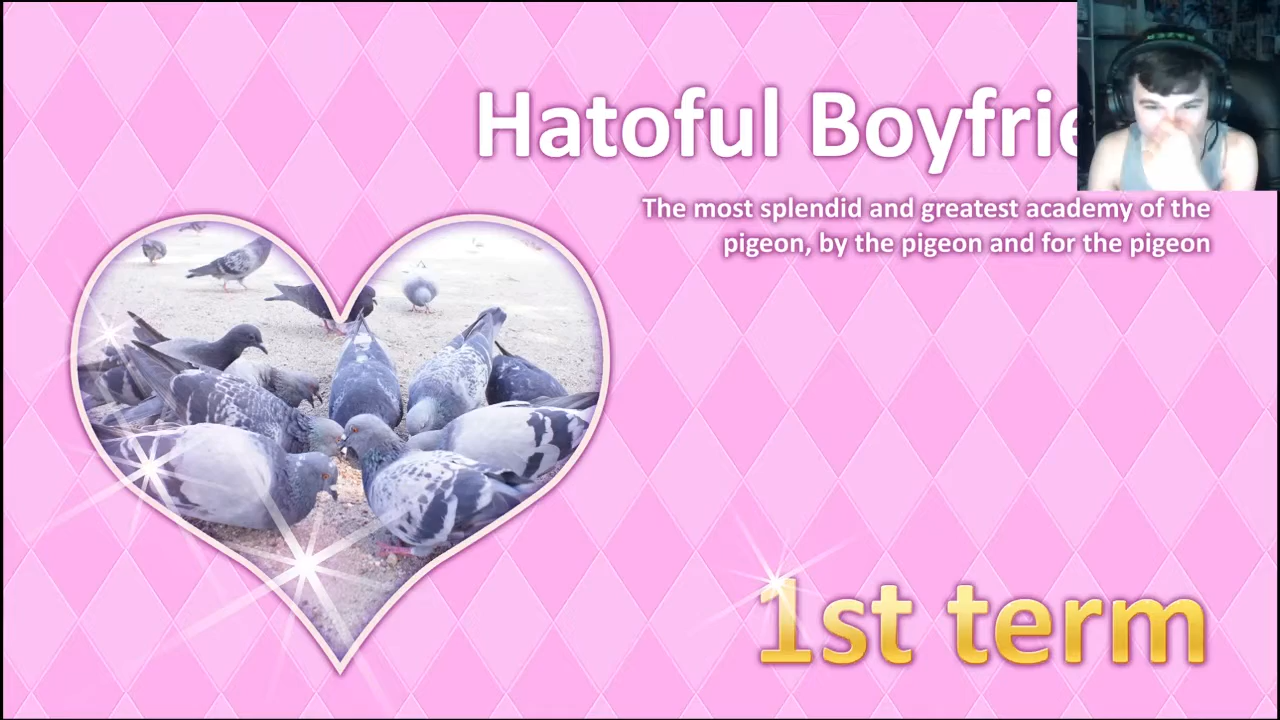 Hatoful Boyfrie
The most splendid and greatest academy of the
pigeon, by the pigeon and for the pigeon
1st term